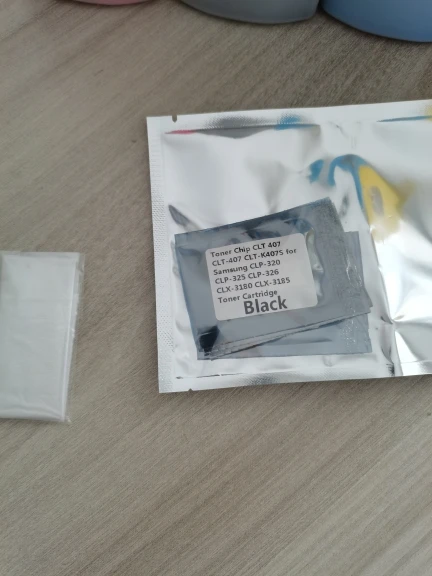 Toner Chip CLT 407
CLT-407 CLT-K407S for
Samsung CLP-320
CLP-325 CLP-326
CLX-3180 CLX-3185
Toner Cartridge
Black